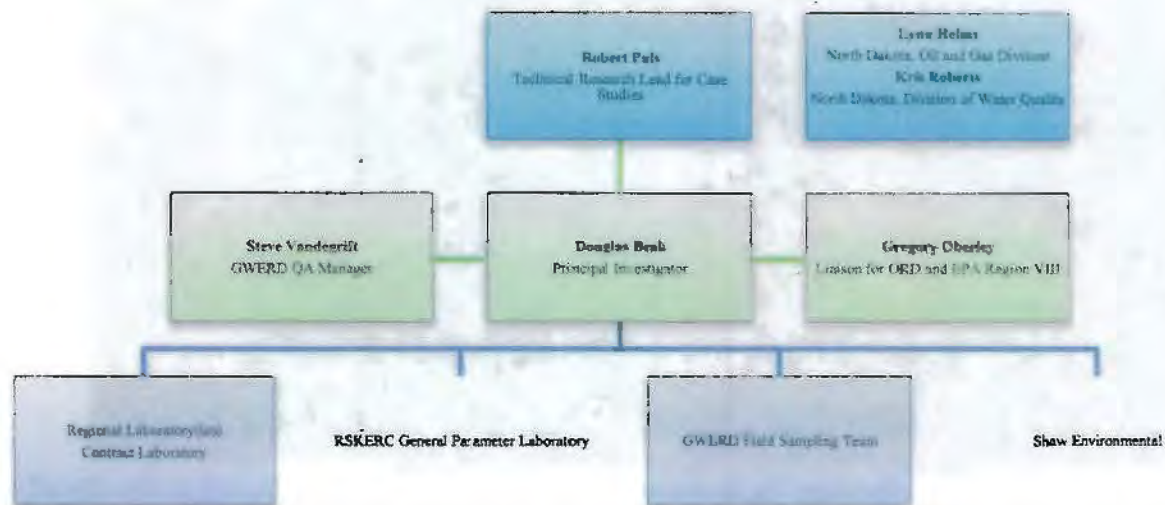 Robert Puls
Technical Research Lead for Case
Studies
Lynn Helms
North Dakota, Oil and Gas Division
Kris Roberts
North Dakota, Division of Water Quality
Steve Vandegrift
GWERD QA Manager
Douglas Beak
Principal Investigator
Gregory Oberley
Liaison for ORD and EPA Region VIII
Regional Laboratory
Contract Laboratory
RSKERC General Parameter Laboratory
GWERD Field Sampling Team
Shaw Environmental